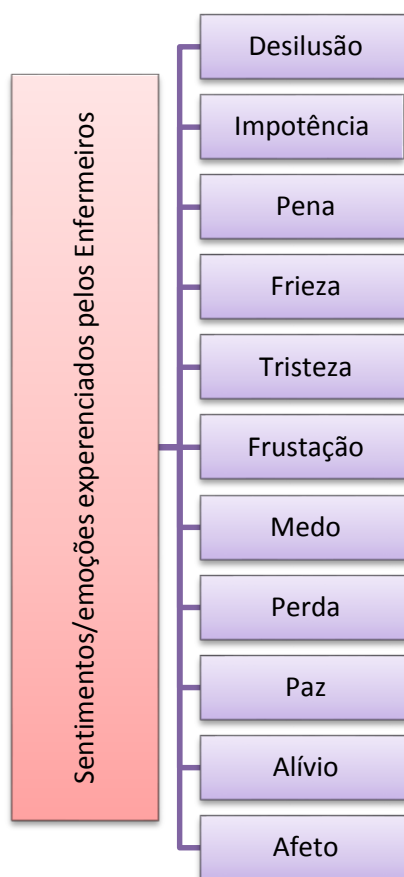 Sentimentos/emoções experenciados pelos Enfermeiros
Desilusão
Impotência
Pena
Frieza
Tristeza
Frustação
Medo
Perda
Paz
Alívio
Afeto